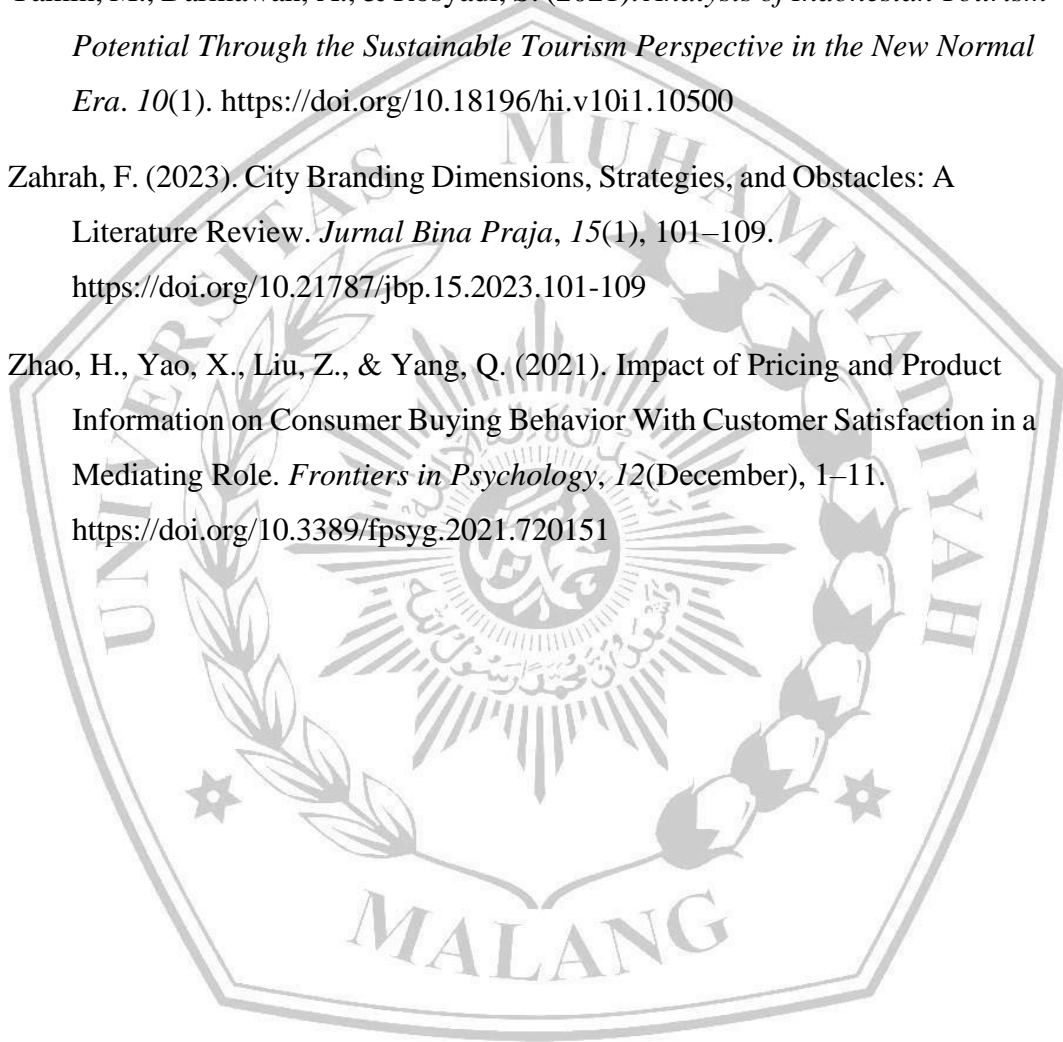 Potential Through the Sustainable Tourism Perspective in the New Normal
Era. 10(1). https://doi.org/10.18196/hi.v10i1.10500
Zahrah, F. (2023). City Branding Dimensions, Strategies, and Obstacles: A
Literature Review. Jurnal Bina Praja, 15(1), 101–109.
https://doi.org/10.21787/jbp.15.2023.101-109
Zhao, H., Yao, X., Liu, Z., & Yang, Q. (2021). Impact of Pricing and Product
Information on Consumer Buying Behavior With Customer Satisfaction in a
Mediating Role. Frontiers in Psychology, 12(December), 1–11.
https://doi.org/10.3389/fpsyg.2021.720151
UNIVERSITAS MUHAMMADIYAH
MALANG